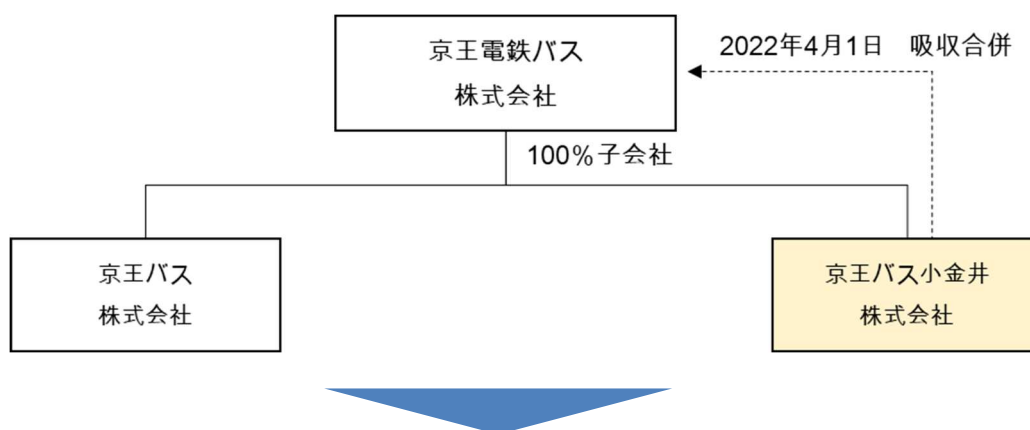 京王電鉄バス
株式会社
2022年4月1日　吸収合併
100%子会社
京王バス
株式会社
京王バス小金井
株式会社